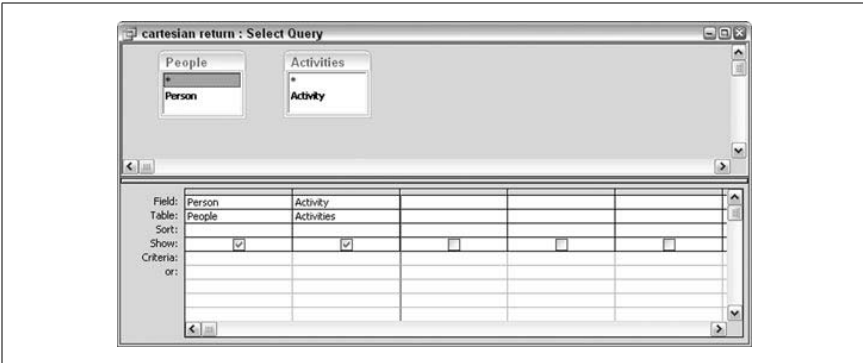 cartesian return : Select Query
People Activities
* *
Person Activity
Field: Person Activity
Table: People Activities
Sort:
Show:
Criteria:
or: